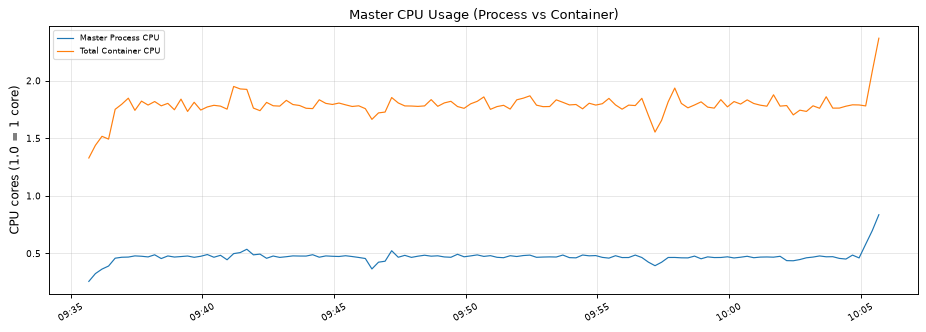 Master CPU Usage (Process vs Container)
Master Process CPU
Total Container CPU
CPU cores (1.0 = 1 core)
2.0
1.5
1.0
0.5
09:35
09:40
09:45
09:50
09:55
10:00
10:05